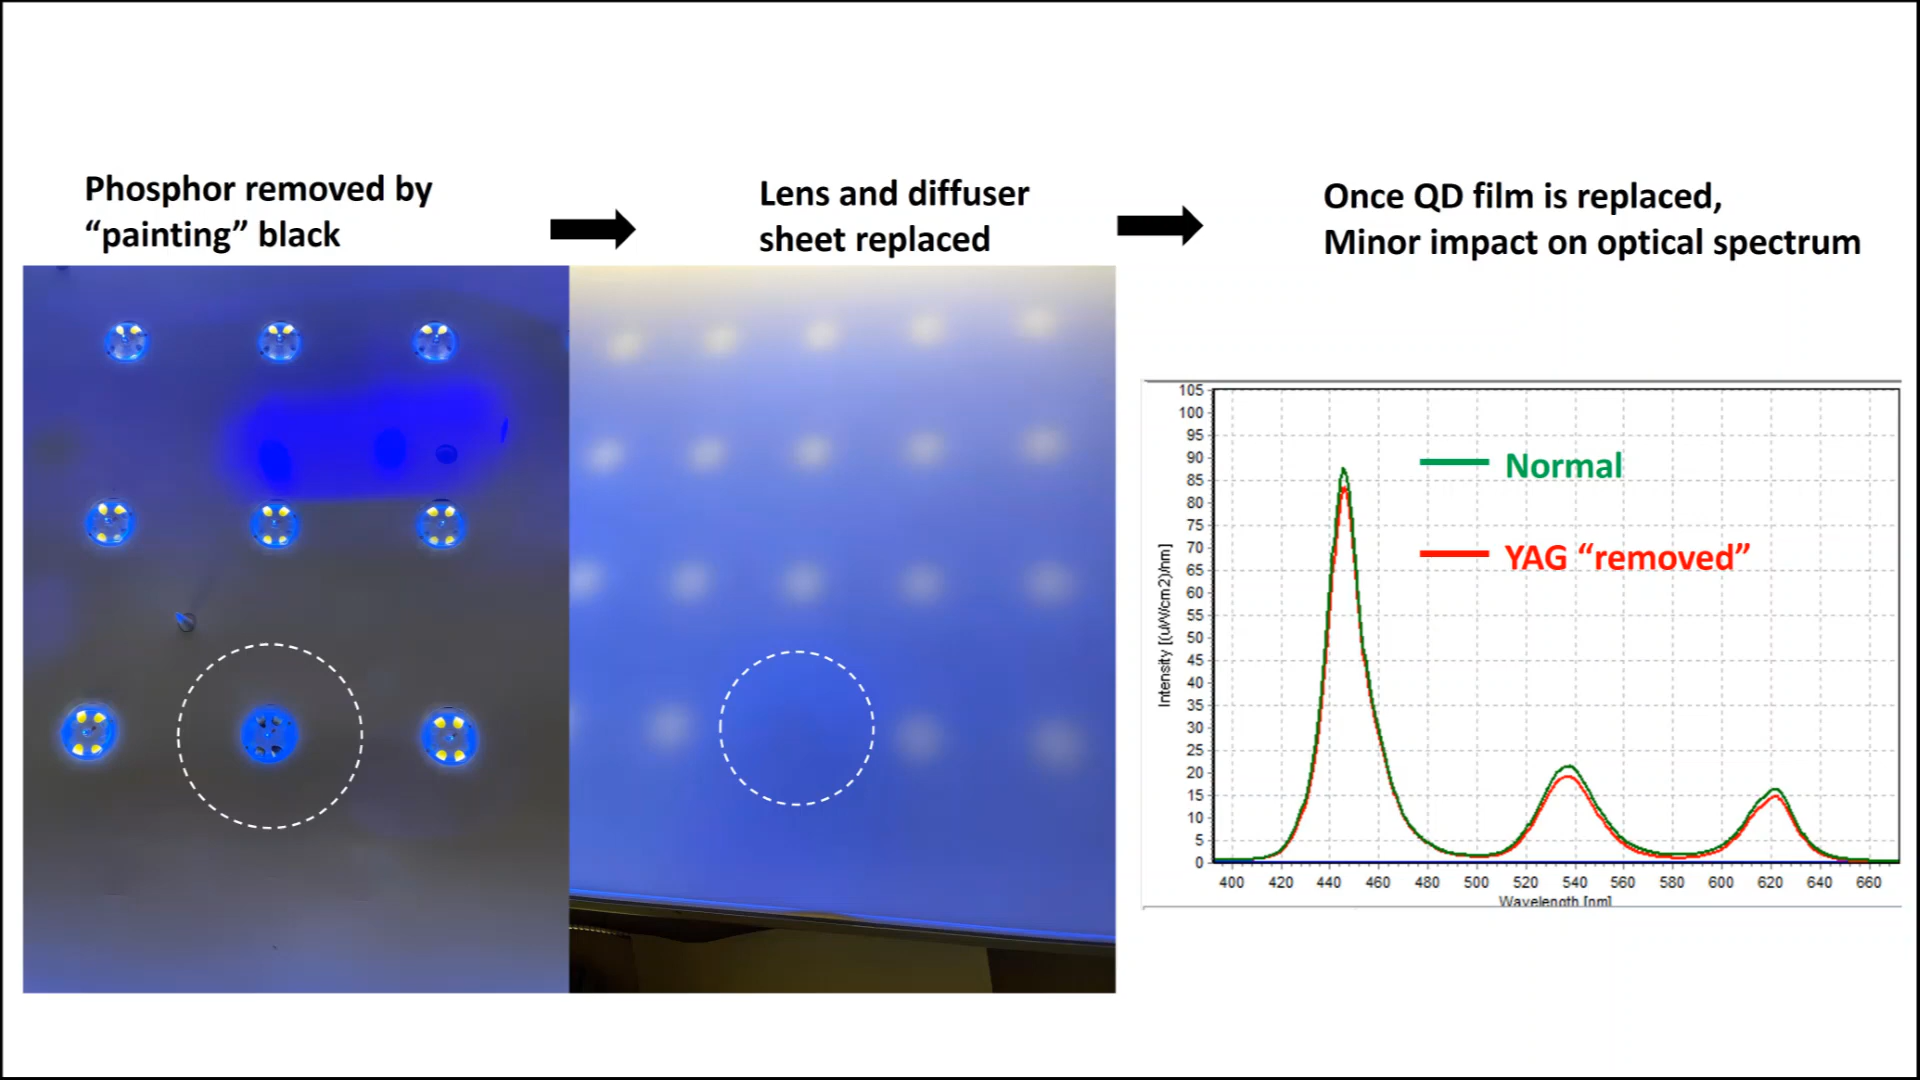 Phosphor removed by
“painting” black
Lens and diffuser
sheet replaced
Once QD film is replaced,
Minor impact on optical spectrum
105
100
95
90
85
80
75
70
65
60
55
50
45
40
35
30
25
20
15
10
5
0
Intensity [(uW/cm2)/nm]
Normal
YAG “removed”
400 420 440 460 480 500 520 540 560 580 600 620 640 660
Wavelength [nm]